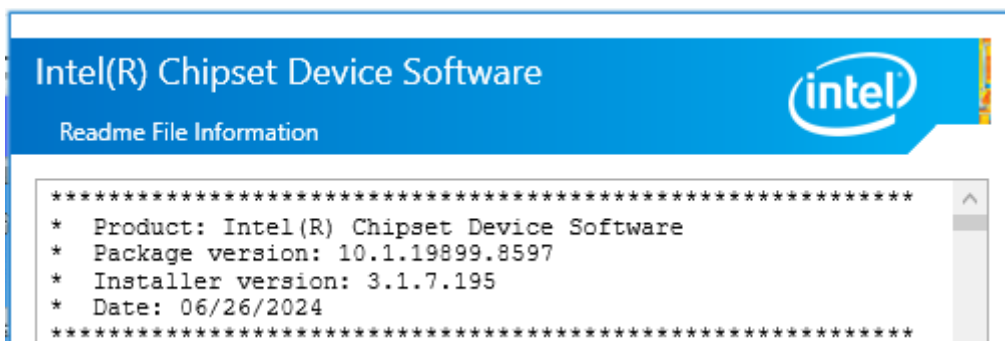 Intel(R) Chipset Device Software
intel
Readme File Information
************************************************************
*  Product: Intel(R) Chipset Device Software
*  Package version: 10.1.19899.8597
*  Installer version: 3.1.7.195
*  Date: 06/26/2024
************************************************************